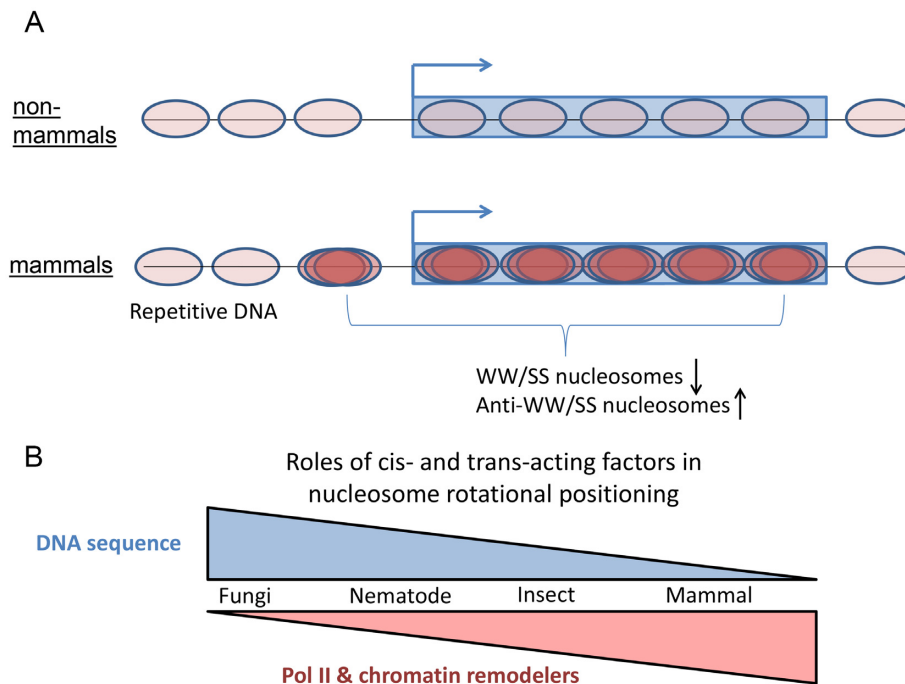 A
non-
mammals
mammals
Repetitive DNA
WW/SS nucleosomes ↓
Anti-WW/SS nucleosomes ↑
B
Roles of cis- and trans-acting factors in
nucleosome rotational positioning
DNA sequence
Fungi Nematode Insect Mammal
Pol II & chromatin remodelers